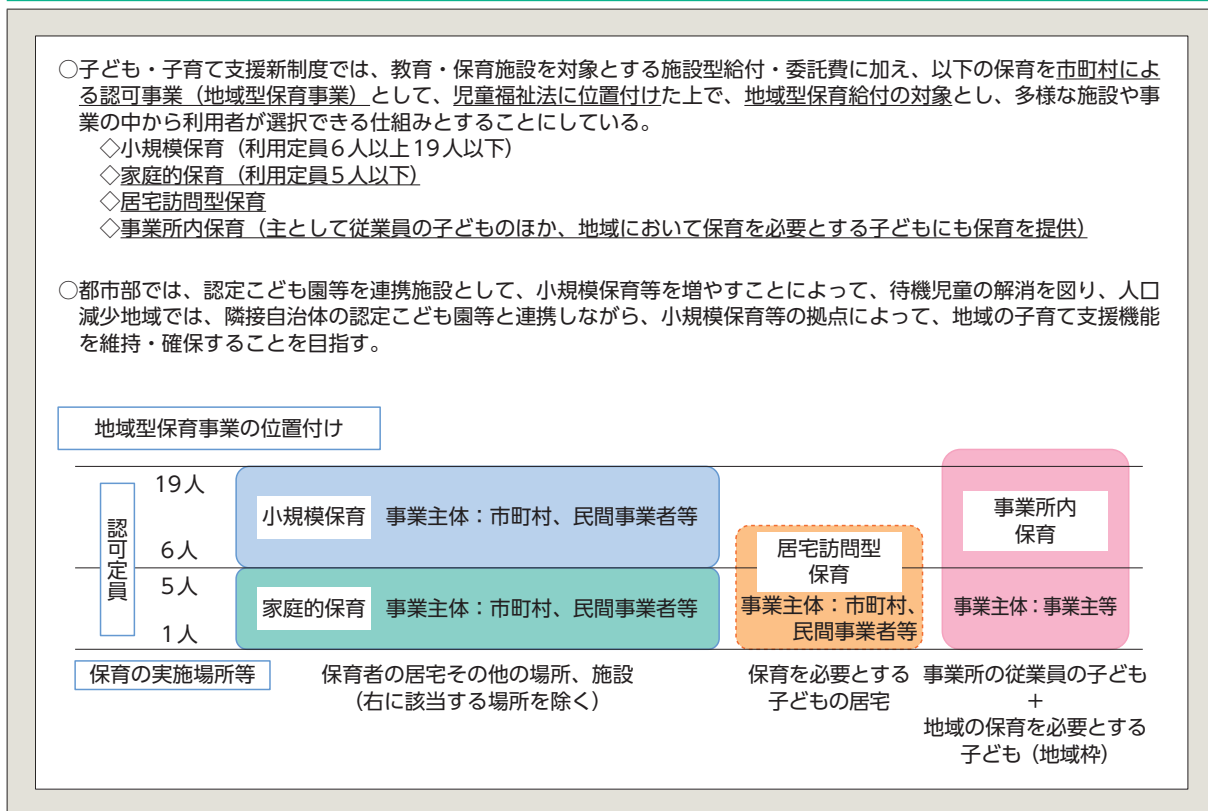 ○子ども・子育て支援新制度では、教育・保育施設を対象とする施設型給付・委託費に加え、以下の保育を市町村によ
る認可事業（地域型保育事業）として、児童福祉法に位置付けた上で、地域型保育給付の対象とし、多様な施設や事
業の中から利用者が選択できる仕組みとすることにしている。
◇小規模保育（利用定員６人以上19人以下）
◇家庭的保育（利用定員５人以下）
◇居宅訪問型保育
◇事業所内保育（主として従業員の子どものほか、地域において保育を必要とする子どもにも保育を提供）
○都市部では、認定こども園等を連携施設として、小規模保育等を増やすことによって、待機児童の解消を図り、人口
減少地域では、隣接自治体の認定こども園等と連携しながら、小規模保育等の拠点によって、地域の子育て支援機能
を維持・確保することを目指す。
地域型保育事業の位置付け
認可定員
19人
6人
5人
1人
小規模保育 事業主体：市町村、民間事業者等
家庭的保育 事業主体：市町村、民間事業者等
居宅訪問型
保育
事業主体：市町村、
民間事業者等
事業所内
保育
事業主体：事業主等
保育の実施場所等
保育者の居宅その他の場所、施設
（右に該当する場所を除く）
保育を必要とする
子どもの居宅
事業所の従業員の子ども
＋
地域の保育を必要とする
子ども（地域枠）